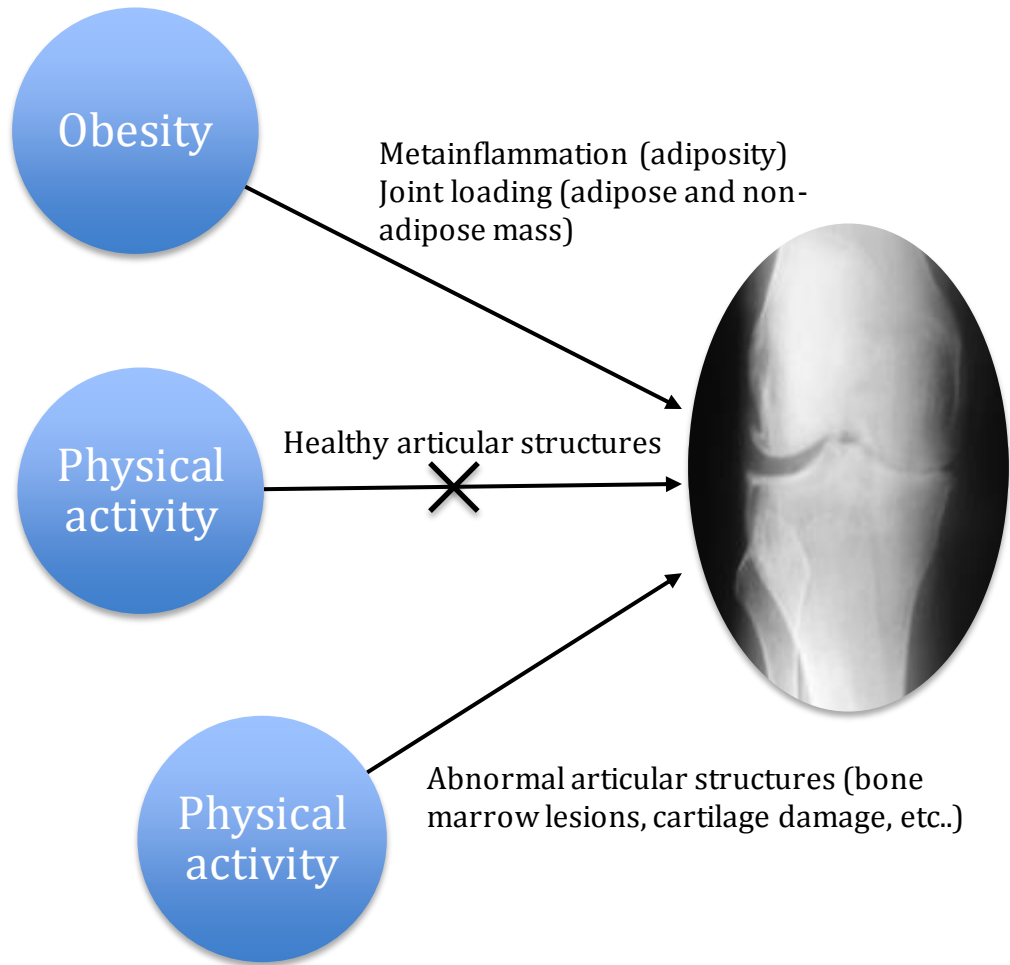 Obesity
Metainflammation (adiposity)
Joint loading (adipose and non-
adipose mass)
Healthy articular structures
Physical
activity
Abnormal articular structures (bone
marrow lesions, cartilage damage, etc..)
Physical
activity